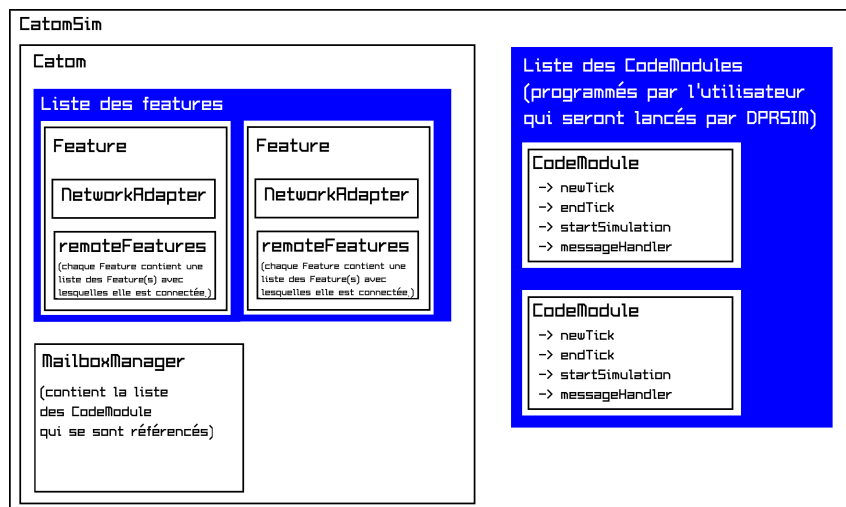 CatomSim
Catom
Liste des features
Feature
NetworkAdapter
remoteFeatures
(chaque Feature contient une
liste des Feature(s) avec
lesquelles elle est connectée.)
Feature
NetworkAdapter
remoteFeatures
(chaque Feature contient une
liste des Feature(s) avec
lesquelles elle est connectée.)
MailboxManager
(contient la liste
des CodeModule
qui se sont référencés)
Liste des CodeModules
(programmés par l'utilisateur
qui seront lancés par DPRSIM)
CodeModule
-> newTick
-> endTick
-> startSimulation
-> messageHandler
CodeModule
-> newTick
-> endTick
-> startSimulation
-> messageHandler